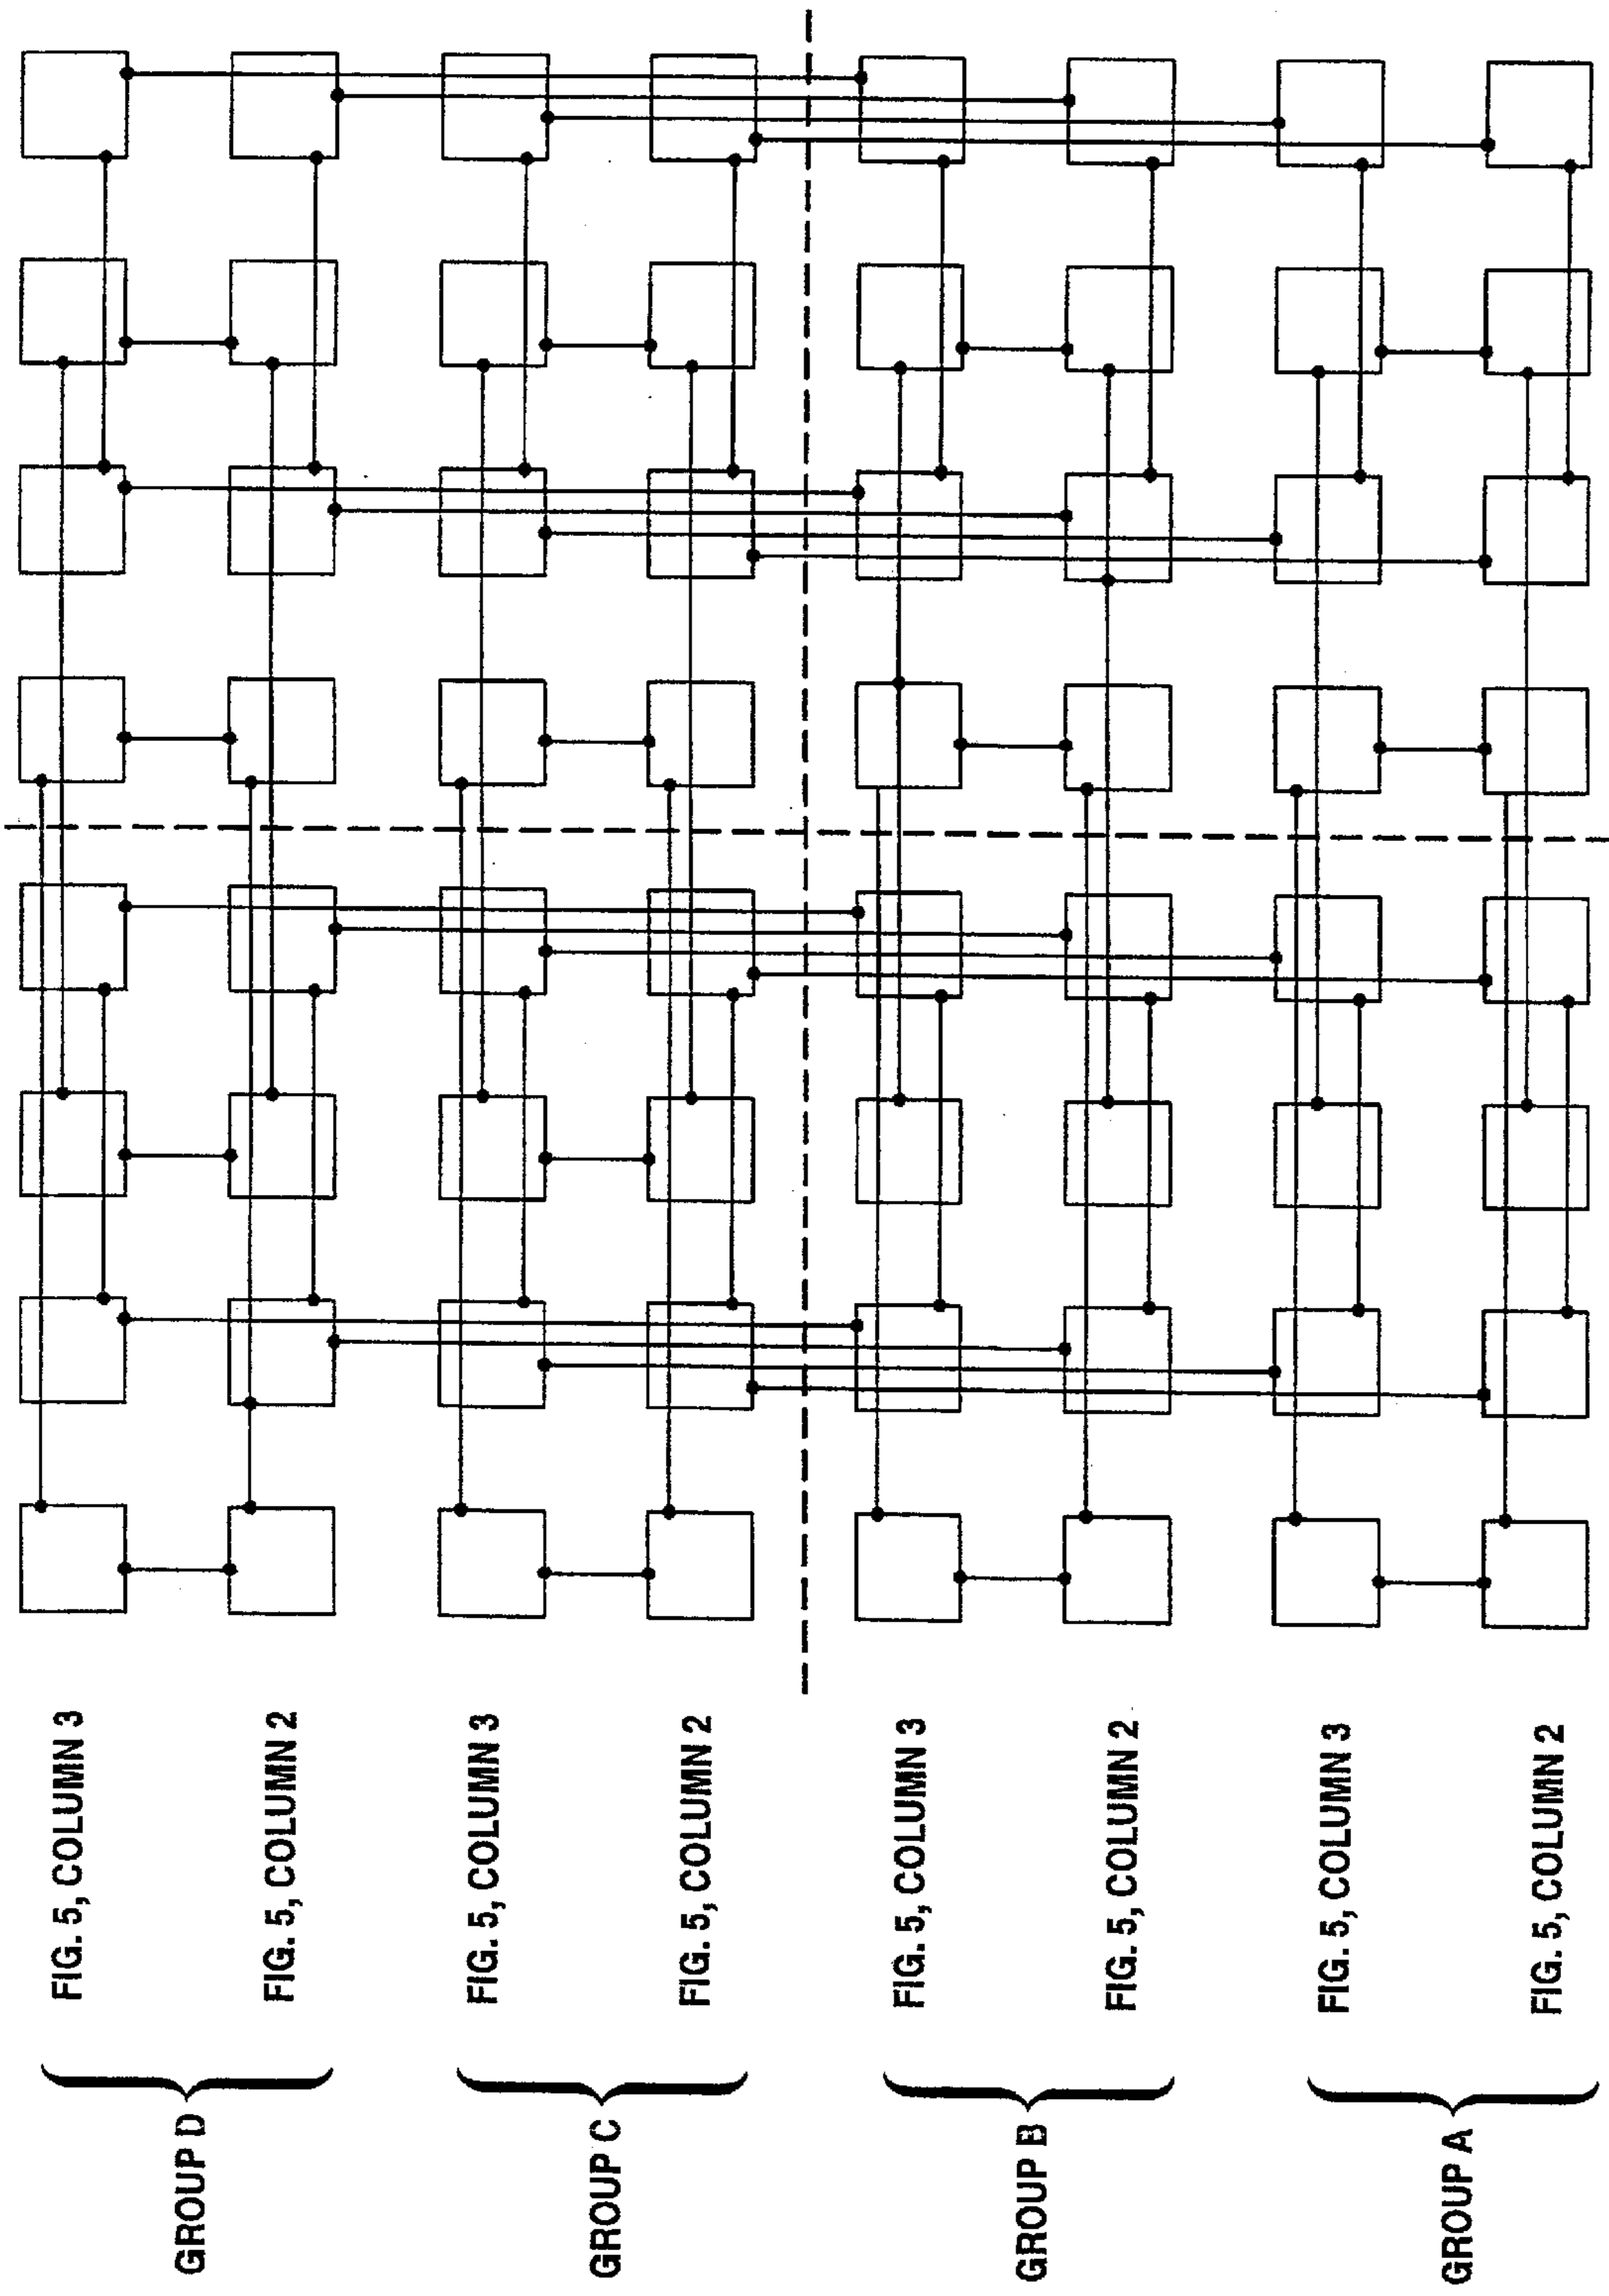 GROUP D
FIG. 5, COLUMN 3
FIG. 5, COLUMN 2
GROUP C
FIG. 5, COLUMN 3
FIG. 5, COLUMN 2
GROUP B
FIG. 5, COLUMN 3
FIG. 5, COLUMN 2
GROUP A
FIG. 5, COLUMN 3
FIG. 5, COLUMN 2